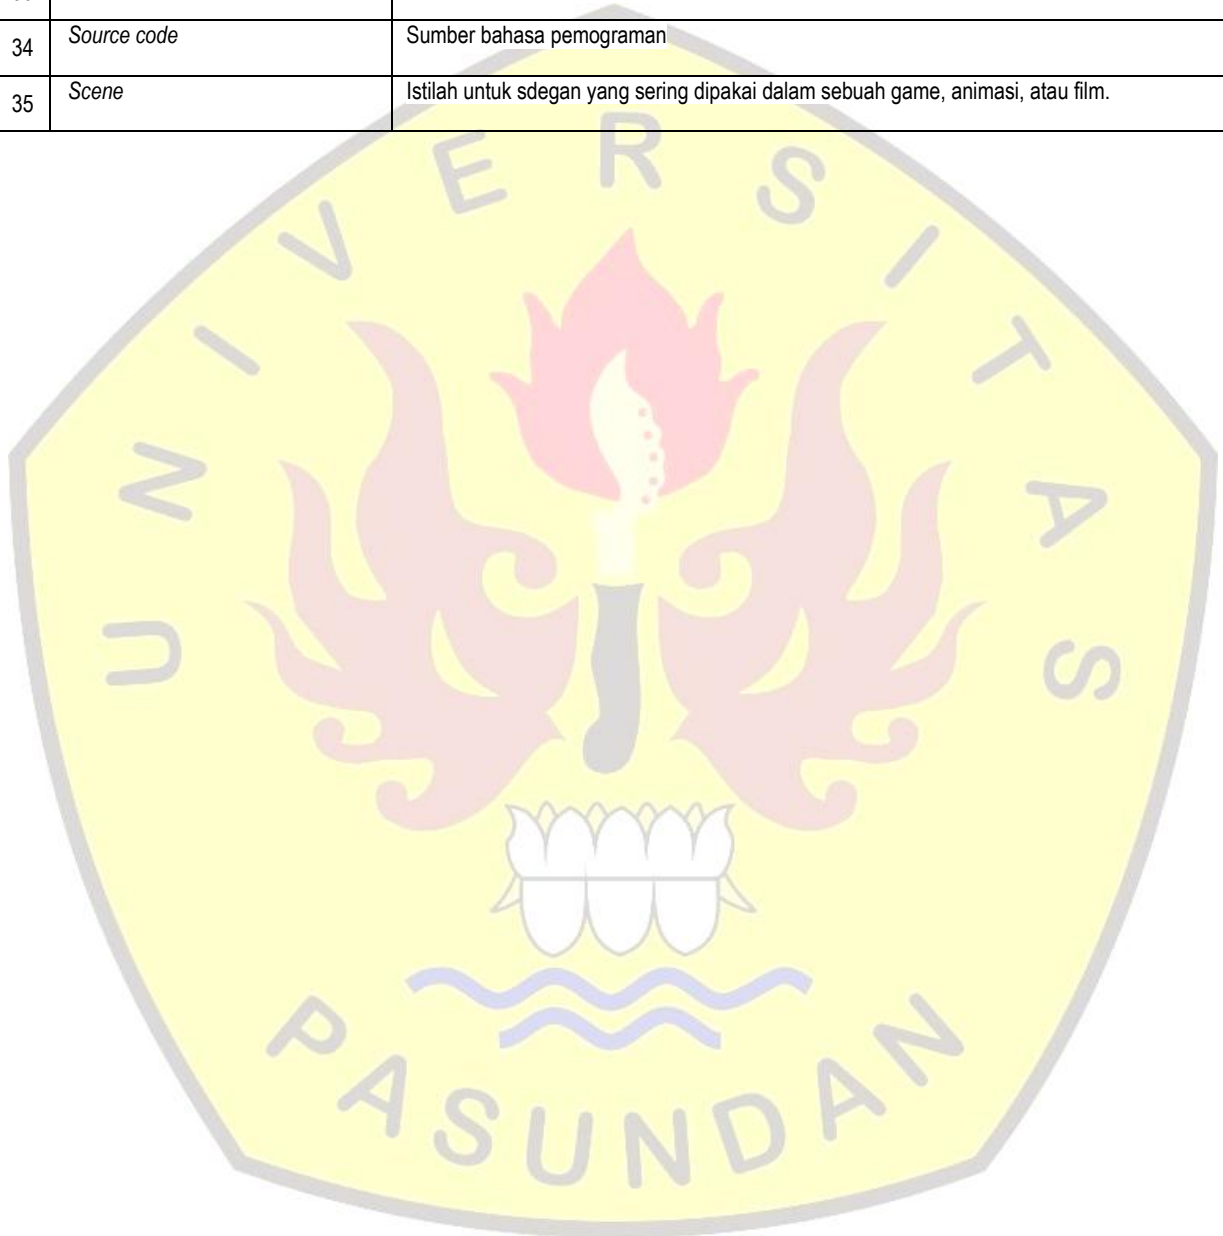 34 Source code Sumber bahasa pemograman
35 Scene Istilah untuk sdegan yang sering dipakai dalam sebuah game, animasi, atau film.
UNIVERSITAS
PASUNDAN